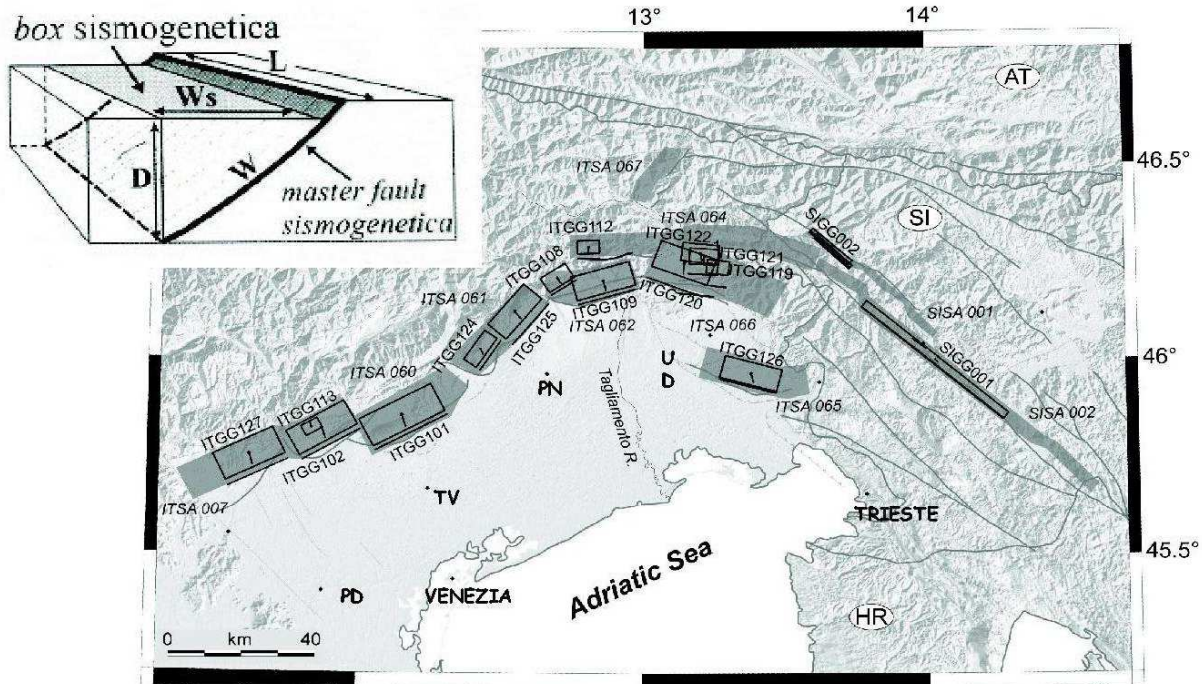 box sismogenetica
L
Ws
D
W
master fault
sismogenetica
13°
14°
AT
46.5°
ITSA 067
SI
ITGG112
ITSA 064
ITGG122
SIGG002
ITGG121
ITGG119
ITGG108
ITSA 061
ITGG109
ITGG120
SISA 001
ITGG124
ITGG125
ITSA 062
ITSA 066
SIGG001
46°
ITSA 060
PN
U
D
ITGG126
ITSA 065
SISA 002
Tagliamento R.
ITGG127
ITGG113
ITGG101
ITGG102
ITSA 007
TV
TRIESTE
45.5°
PD
VENEZIA
Adriatic Sea
HR
0 km 40